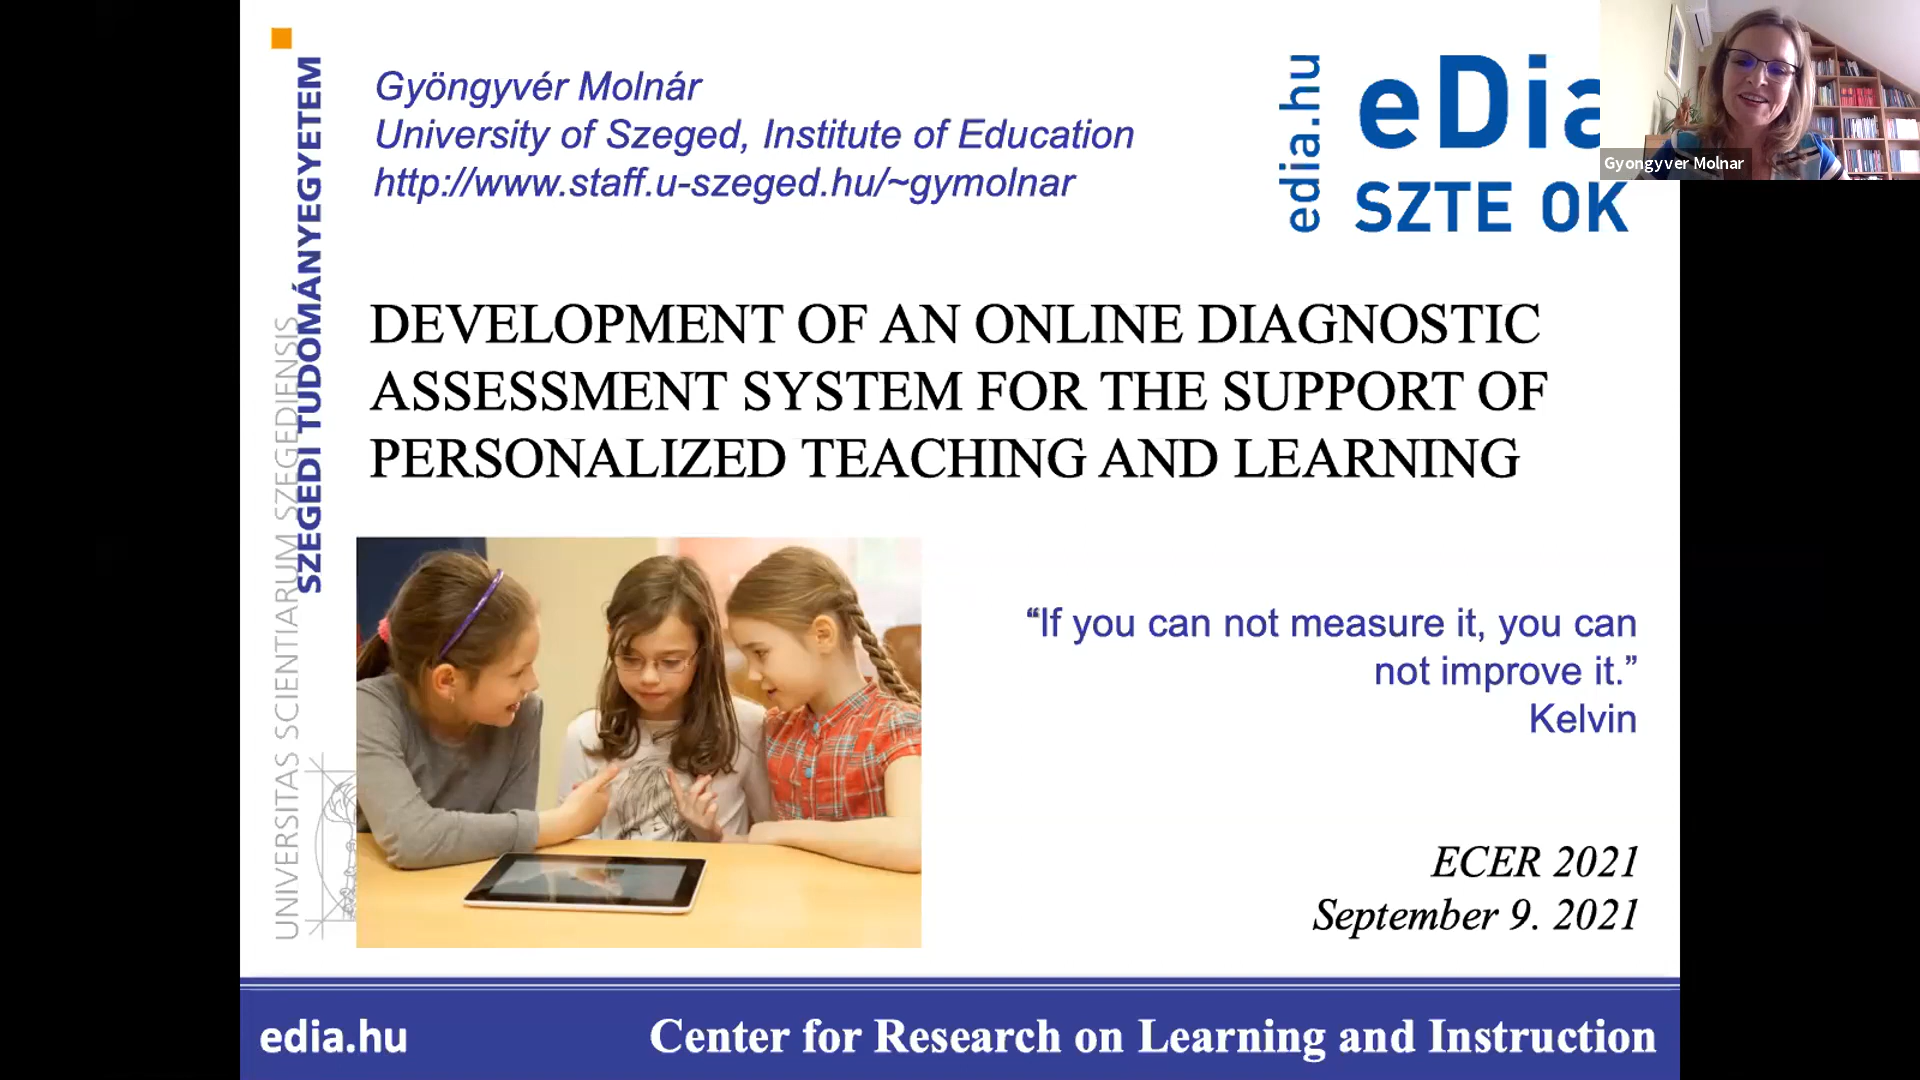 SZEGEDI TUDOMÁNYEGYETEM
UNIVERSITAS SCIENTIARUM SZEGEDIENSIS
Gyöngyvér Molnár
University of Szeged, Institute of Education
http://www.staff.u-szeged.hu/~gymolnar
edia.hu
eDia
SZTE OK
Gyongyver Molnar
DEVELOPMENT OF AN ONLINE DIAGNOSTIC
ASSESSMENT SYSTEM FOR THE SUPPORT OF
PERSONALIZED TEACHING AND LEARNING
“If you can not measure it, you can
not improve it.”
Kelvin
ECER 2021
September 9. 2021
edia.hu
Center for Research on Learning and Instruction